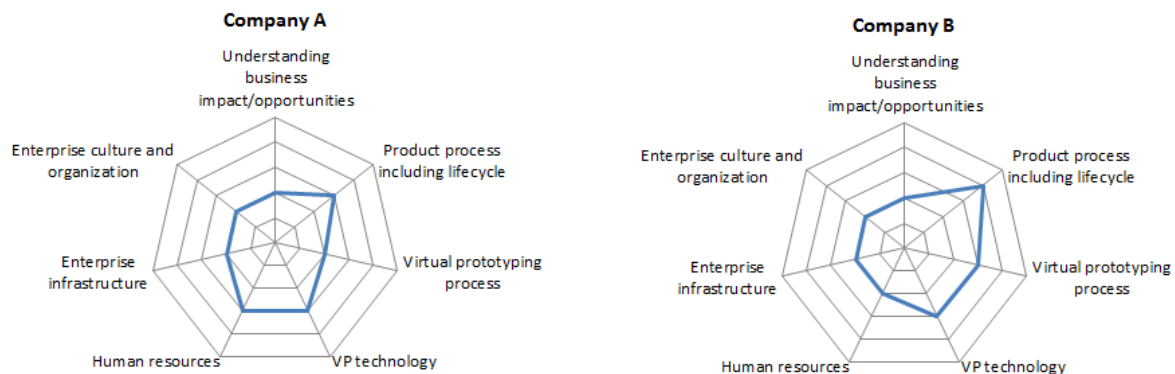 Company A
Understanding
business
impact/opportunities
Product process
including lifecycle
Virtual prototyping
process
VP technology
Human resources
Enterprise
infrastructure
Enterprise culture and
organization
Company B
Understanding
business
impact/opportunities
Product process
including lifecycle
Virtual prototyping
process
VP technology
Human resources
Enterprise
infrastructure
Enterprise culture and
organization